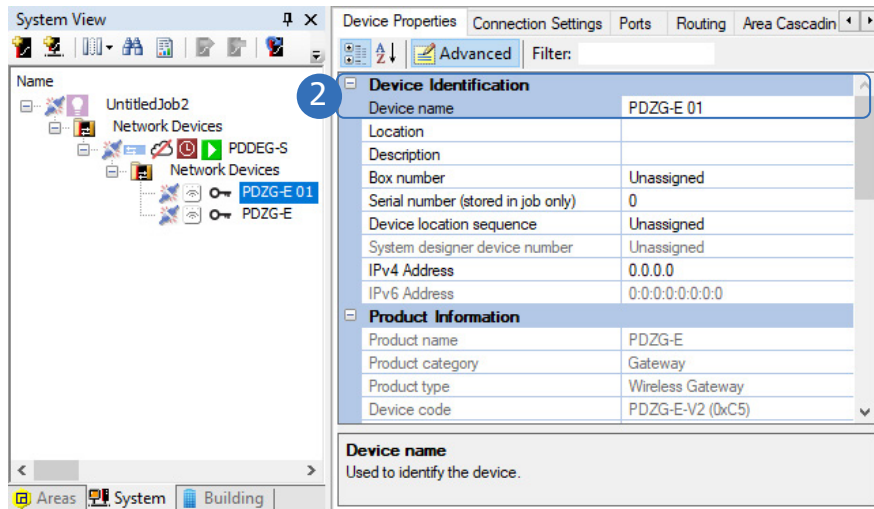 System View
Name
UntitledJob2
Network Devices
PDDEG-S
Network Devices
PDZG-E 01
PDZG-E
Areas System Building
2
Device Properties Connection Settings Ports Routing Area Cascadin
Advanced Filter:
Device Identification
Device name PDZG-E 01
Location
Description
Box number Unassigned
Serial number (stored in job only) 0
Device location sequence Unassigned
System designer device number Unassigned
IPv4 Address 0.0.0.0
IPv6 Address 0:0:0:0:0:0:0:0
Product Information
Product name PDZG-E
Product category Gateway
Product type Wireless Gateway
Device code PDZG-E-V2 (0xC5)
Device name
Used to identify the device.